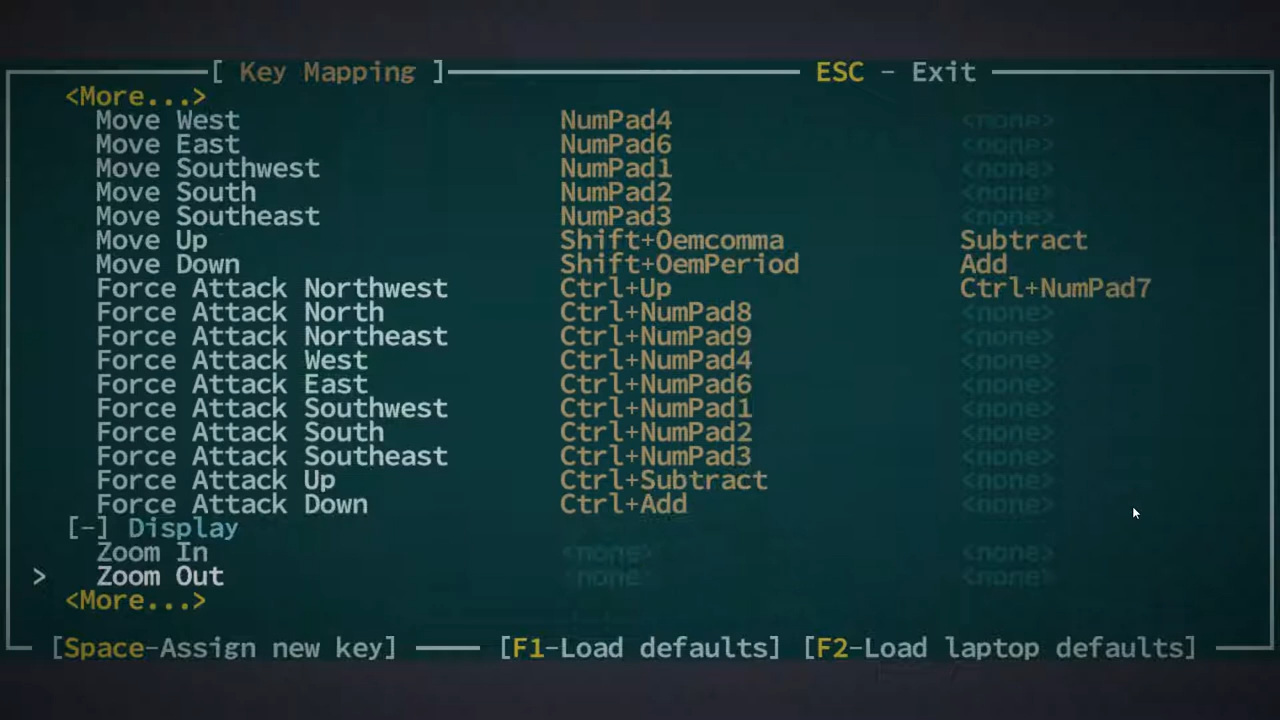 [ Key Mapping ] ESC - Exit
<More...>
Move West NumPad4 <none>
Move East NumPad6 <none>
Move Southwest NumPad1 <none>
Move South NumPad2 <none>
Move Southeast NumPad3 <none>
Move Up Shift+Oemcomma Subtract
Move Down Shift+OemPeriod Add
Force Attack Northwest Ctrl+Up Ctrl+NumPad7
Force Attack North Ctrl+NumPad8 <none>
Force Attack Northeast Ctrl+NumPad9 <none>
Force Attack West Ctrl+NumPad4 <none>
Force Attack East Ctrl+NumPad6 <none>
Force Attack Southwest Ctrl+NumPad1 <none>
Force Attack South Ctrl+NumPad2 <none>
Force Attack Southeast Ctrl+NumPad3 <none>
Force Attack Up Ctrl+Subtract <none>
Force Attack Down Ctrl+Add <none>
[-] Display
Zoom In <none> <none>
> Zoom Out <none> <none>
<More...>
[Space-Assign new key] [F1-Load defaults] [F2-Load laptop defaults]